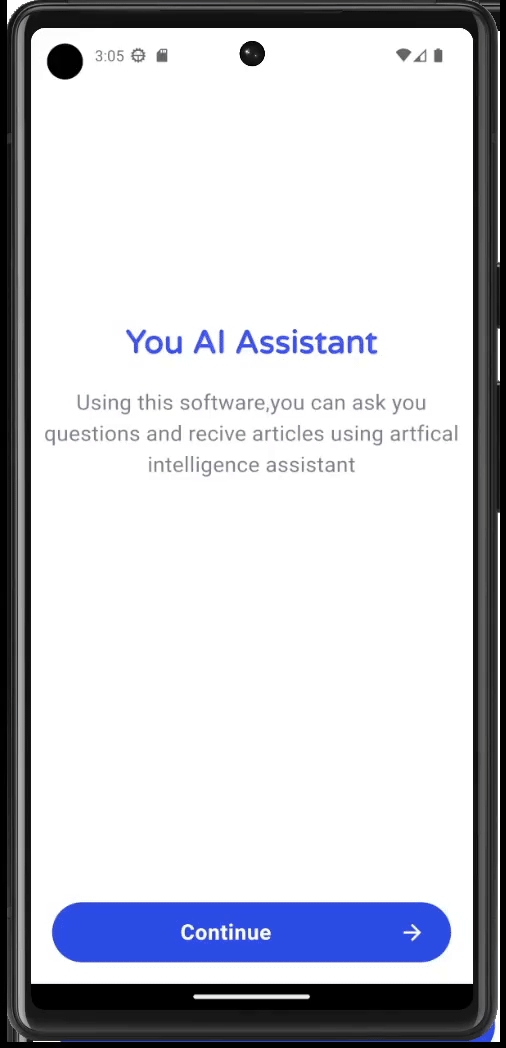 3:05
You AI Assistant
Using this software,you can ask you
questions and recive articles using artfical
intelligence assistant
Continue